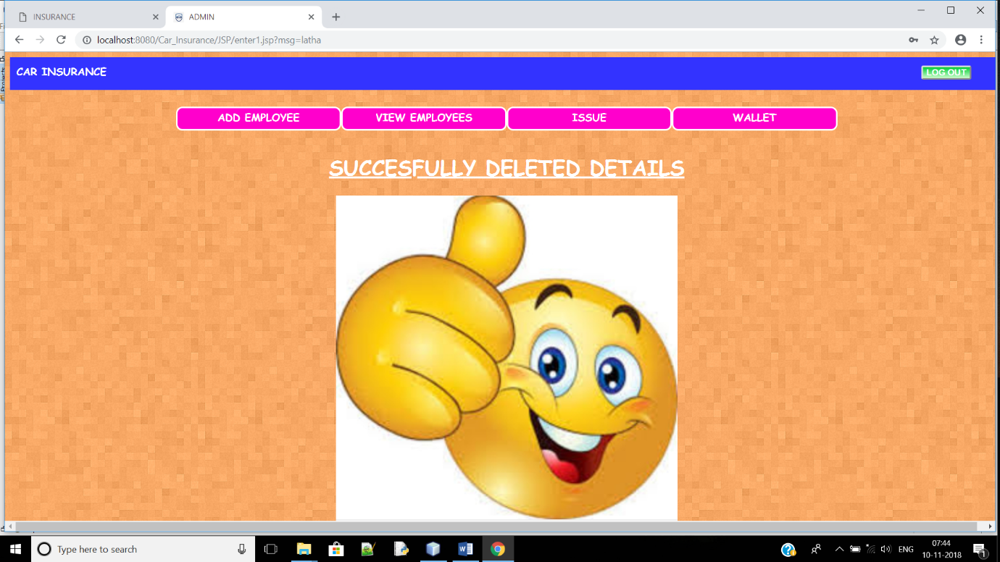 INSURANCE
ADMIN
localhost:8080/Car_Insurance/JSP/enter1.jsp?msg=latha
CAR INSURANCE
LOG OUT
ADD EMPLOYEE
VIEW EMPLOYEES
ISSUE
WALLET
SUCCESFULLY DELETED DETAILS
Type here to search
ENG
07:44
10-11-2018
1